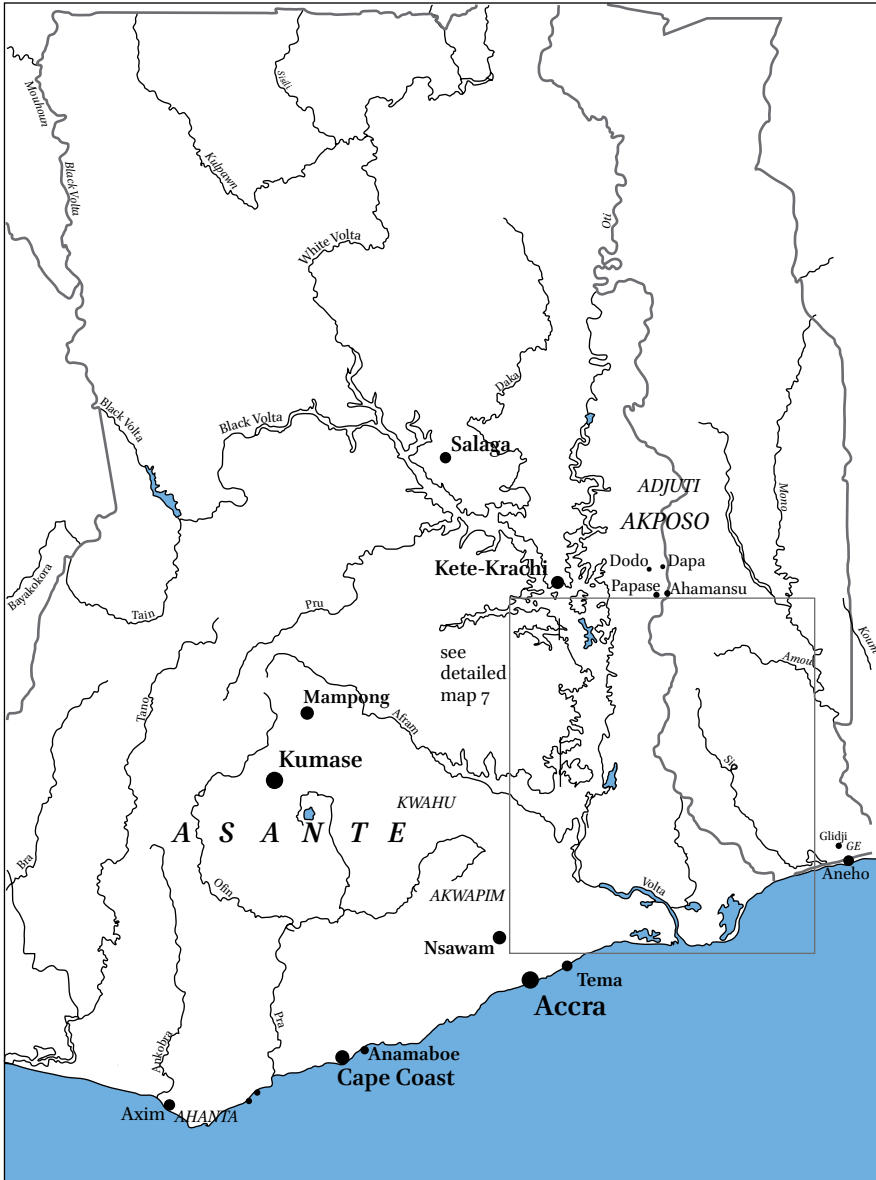 Sisili
Mouhoun
Black Volta
Kulpawn
Oti
White Volta
Daka
Black Volta
Black Volta
Salaga
ADJUTI
AKPOSO
Mono
Dodo
Dapa
Kete-Krachi
Papase
Ahamansu
Bayakokora
Tain
Pru
see
detailed
map 7
Koum
Amou
Mampong
Tano
Afram
Kumase
Sio
KWAHU
ASANTE
Glidji
GE
Aneho
Bra
Ofin
AKWAPIM
Volta
Nsawam
Tema
Accra
Pra
Ankobra
Anamaboe
Cape Coast
Axim
AHANTA